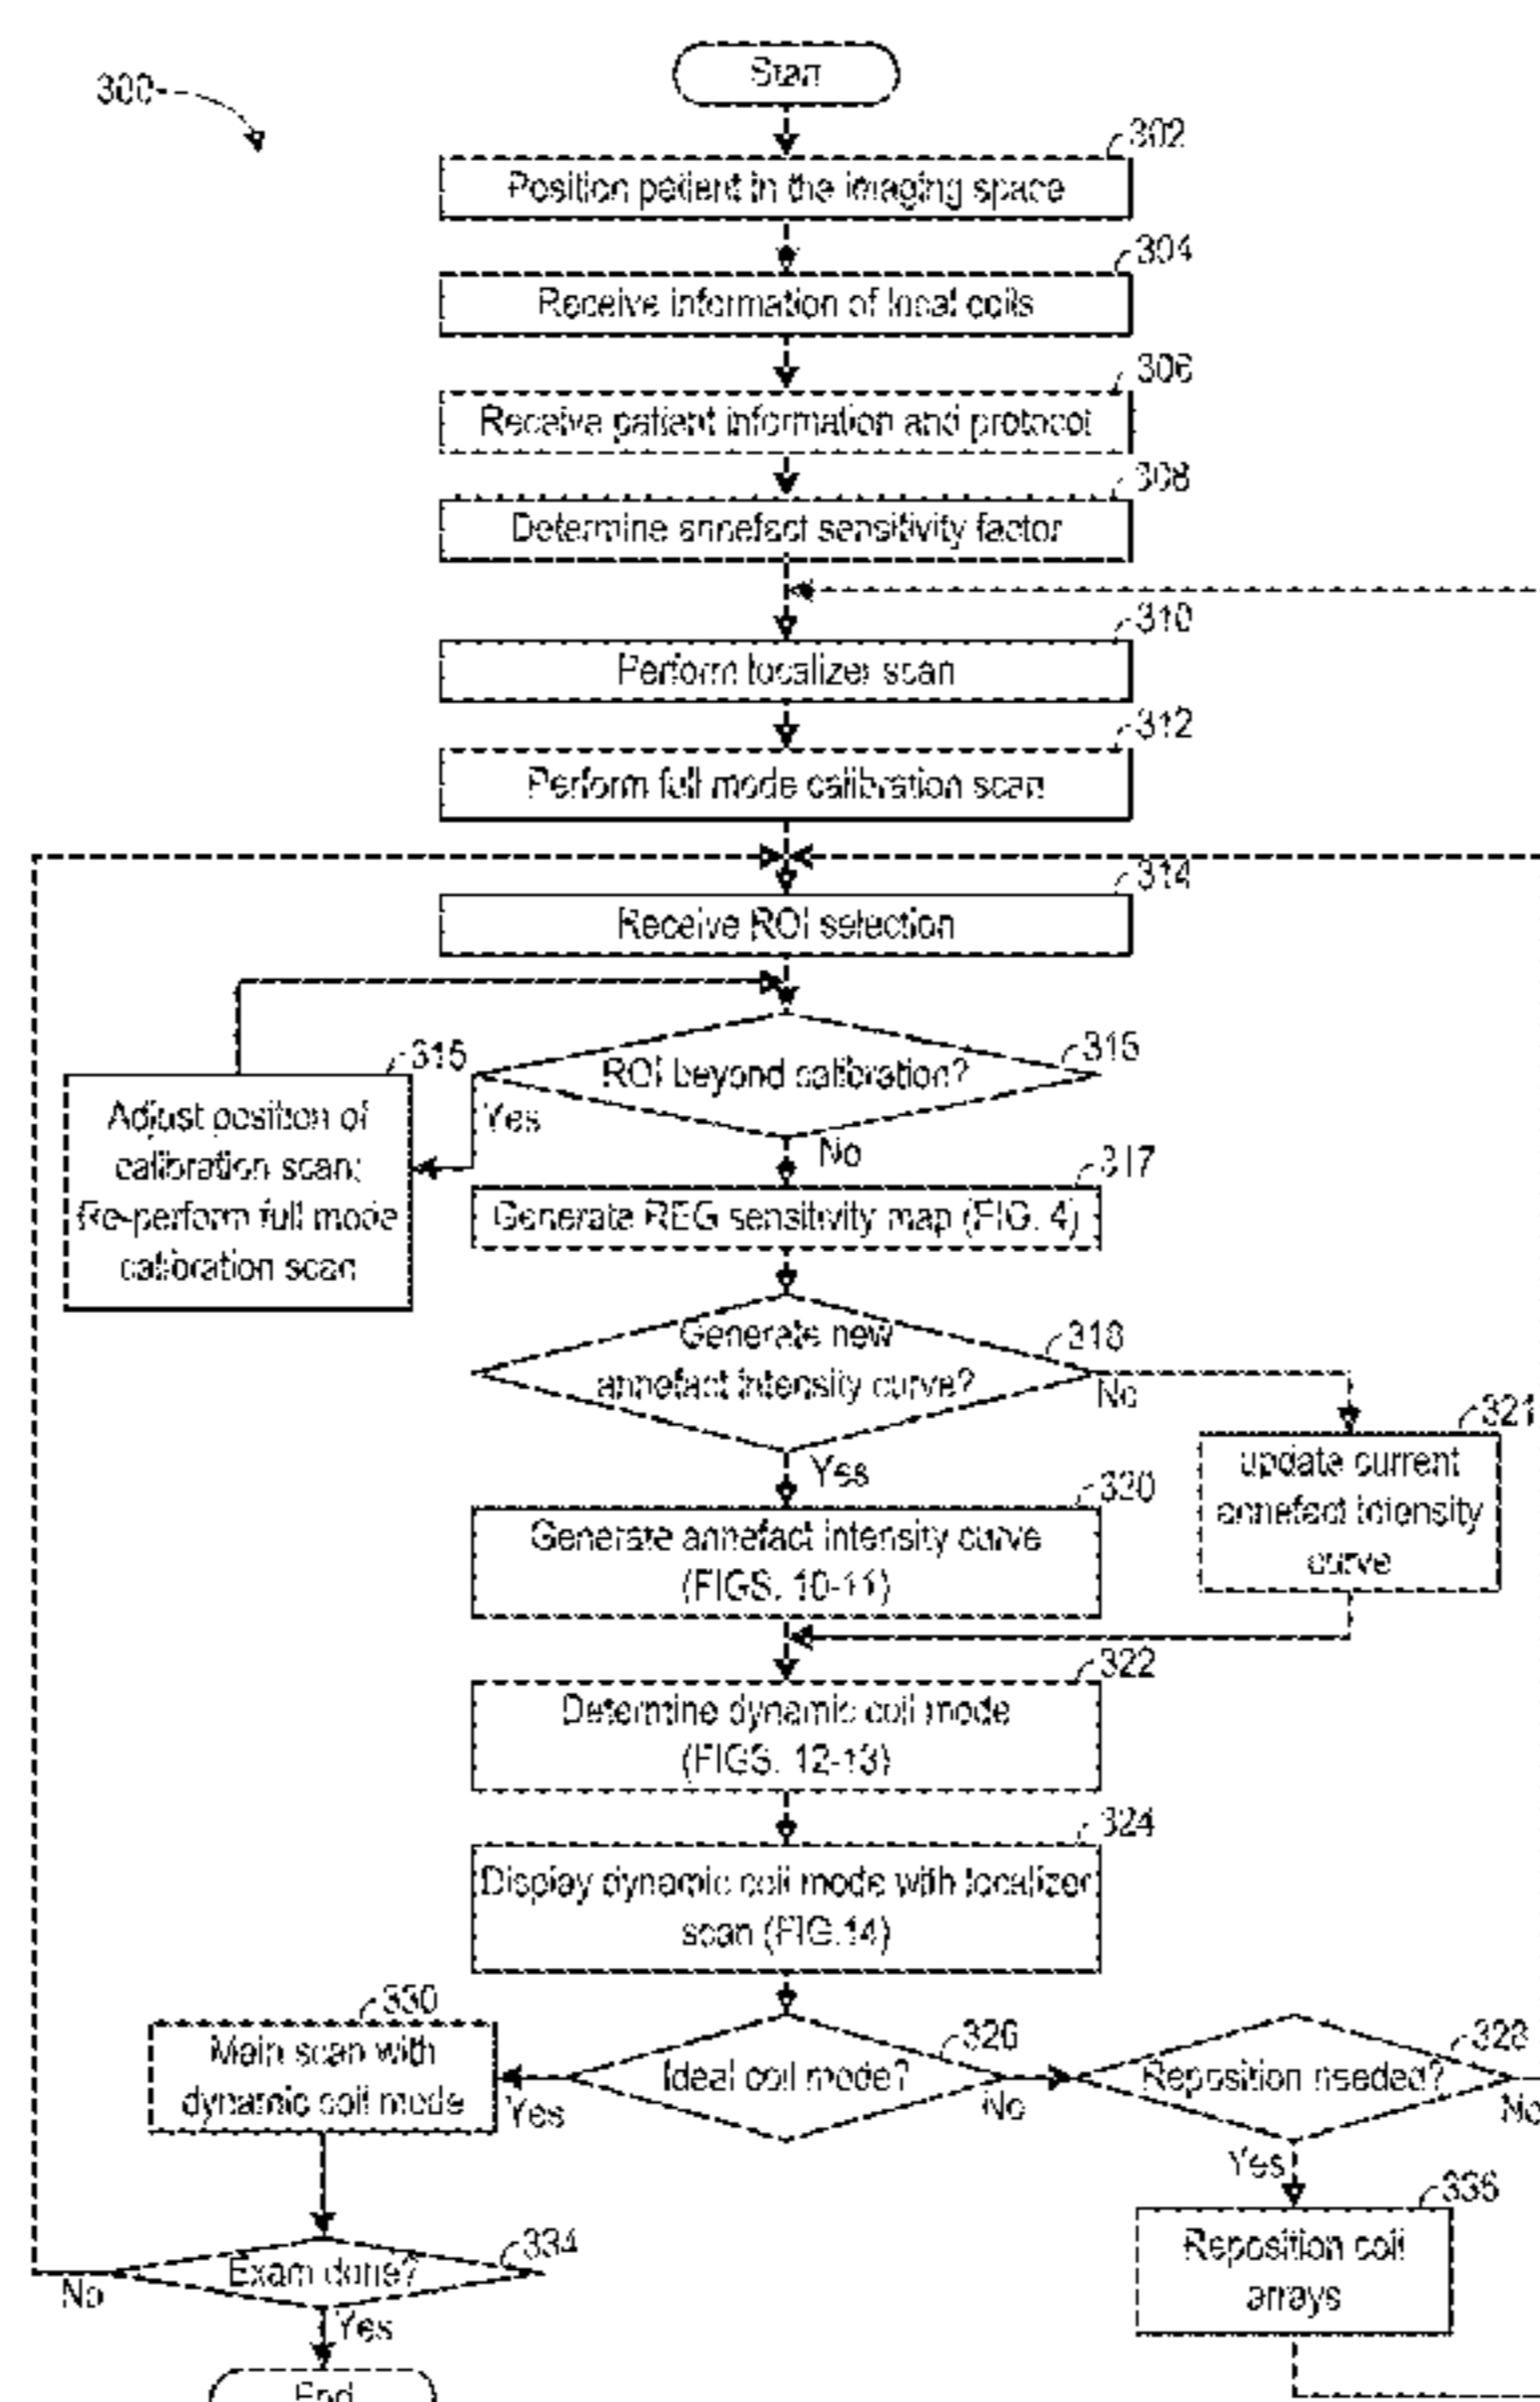 300
Start
302
Position patient in the imaging space
304
Receive information of local coils
306
Receive patient information and protocol
308
Determine annefact sensitivity factor
310
Perform localizer scan
312
Perform full mode calibration scan
314
Receive ROI selection
315
ROI beyond calibration?
Yes
No
315
Adjust position of
calibration scan;
Re-perform full mode
calibration scan
317
Generate REG sensitivity map (FIG. 4)
318
Generate new
annefact intensity curve?
No
Yes
321
update current
annefact intensity
curve
320
Generate annefact intensity curve
(FIGS. 10-11)
322
Determine dynamic coil mode
(FIGS. 12-13)
324
Display dynamic coil mode with localizer
scan (FIG.14)
326
Ideal coil mode?
Yes
No
328
Reposition needed?
No
Yes
330
Main scan with
dynamic coil mode
334
Exam done?
No
Yes
336
Reposition coil
arrays
End